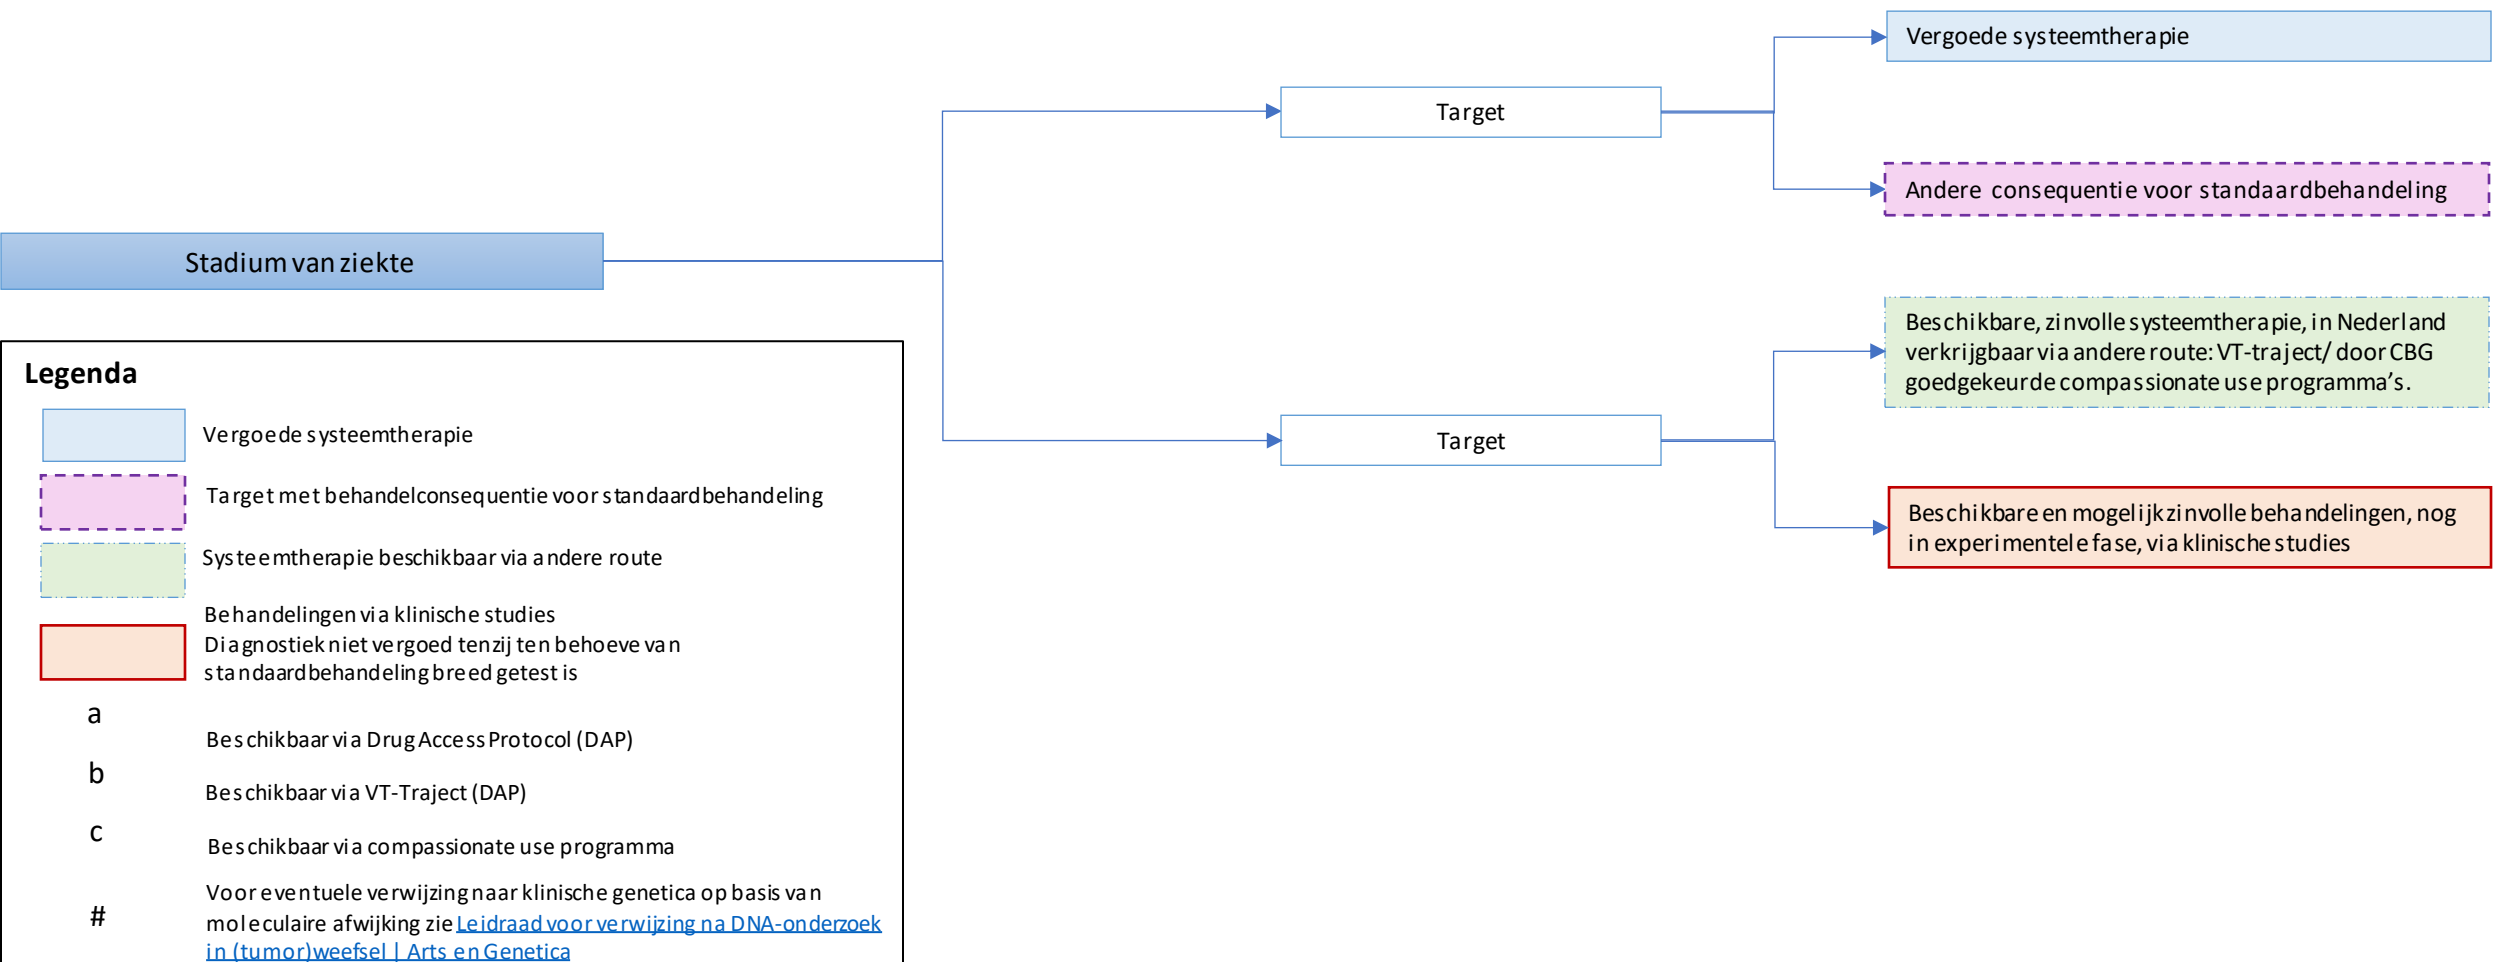 Vergoede systeemtherapie
Target
Andere consequentie voor standaardbehandeling
Stadium van ziekte
Beschikbare, zinvolle systeemtherapie, in Nederland
verkrijgbaar via andere route: VT-traject/ door CBG
goedgekeurde compassionate use programma’s.
Target
Beschikbare en mogelijk zinvolle behandelingen, nog
in experimentele fase, via klinische studies
Legenda
Vergoede systeemtherapie
Target met behandelconsequentie voor standaardbehandeling
Systeemtherapie beschikbaar via andere route
Behandelingen via klinische studies
Diagnostiek niet vergoed tenzij ten behoeve van
standaardbehandeling breed getest is
a
Beschikbaar via Drug Access Protocol (DAP)
b
Beschikbaar via VT-Traject (DAP)
c
Beschikbaar via compassionate use programma
#
Voor eventuele verwijzing naar klinische genetica op basis van
moleculaire afwijking zie Leidraad voor verwijzing na DNA-onderzoek
in (tumor)weefsel | Arts en Genetica